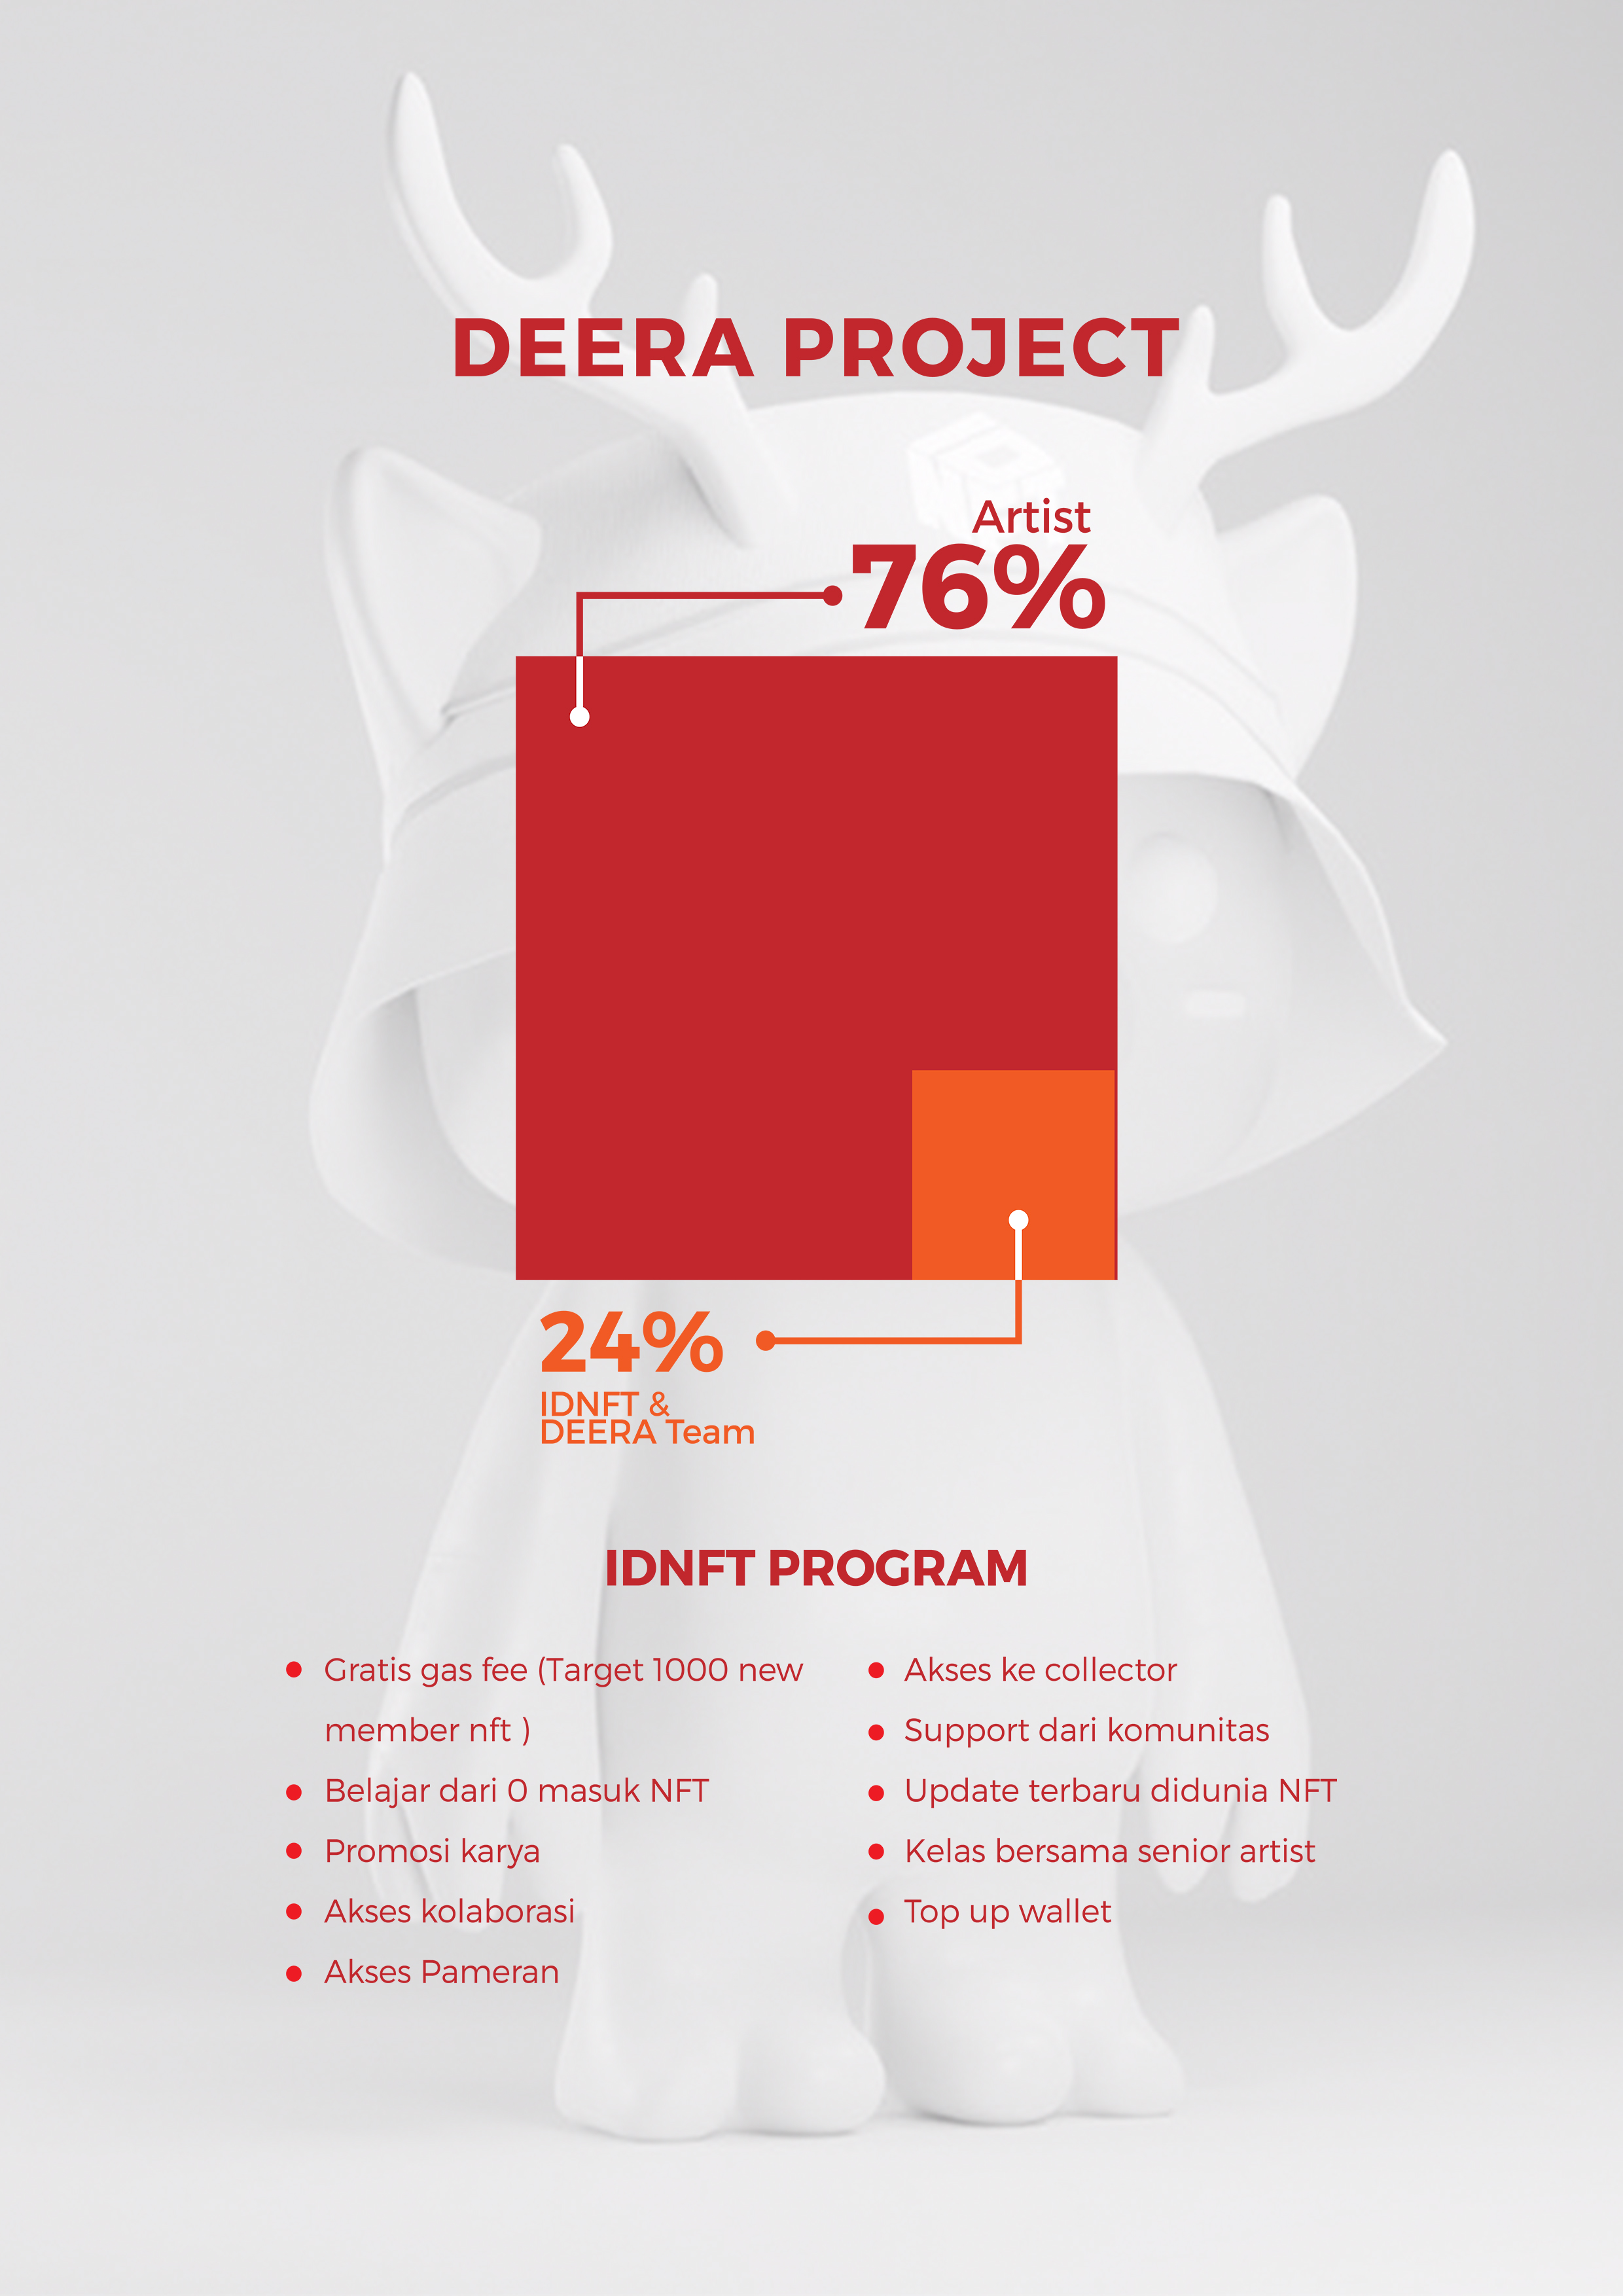 DEERA PROJECT
Artist
76%
24%
IDNFT &
DEERA Team
IDNFT PROGRAM
Gratis gas fee (Target 1000 new
member nft )
Belajar dari 0 masuk NFT
Promosi karya
Akses kolaborasi
Akses Pameran
Akses ke collector
Support dari komunitas
Update terbaru didunia NFT
Kelas bersama senior artist
Top up wallet